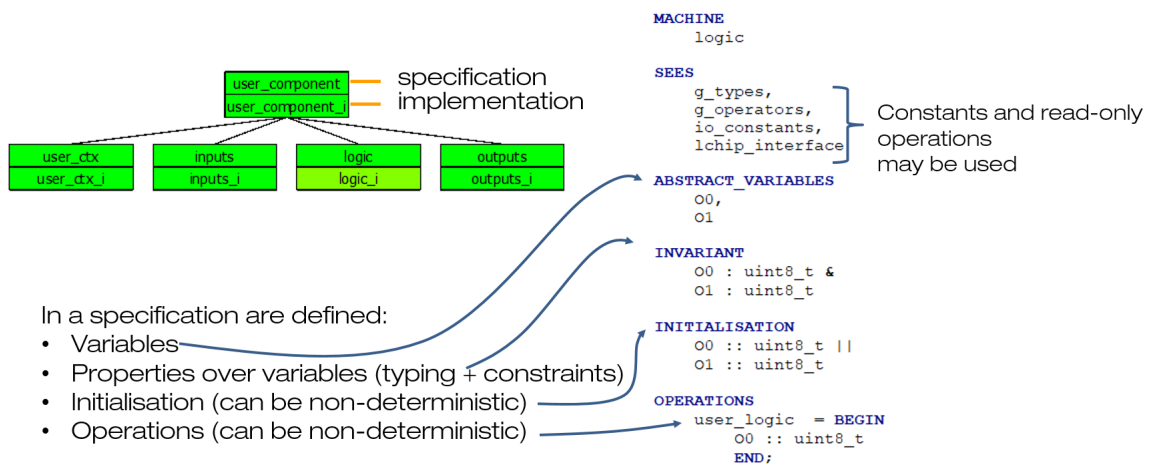 user_component
user_component_i
specification
implementation
user_ctx
user_ctx_i
inputs
inputs_i
logic
logic_i
outputs
outputs_i
In a specification are defined:
• Variables
• Properties over variables (typing + constraints)
• Initialisation (can be non-deterministic)
• Operations (can be non-deterministic)
MACHINE
logic
SEES
g_types,
g_operators,
io_constants,
lchip_interface
Constants and read-only
operations
may be used
ABSTRACT_VARIABLES
O0,
O1
INVARIANT
O0 : uint8_t &
O1 : uint8_t
INITIALISATION
O0 :: uint8_t ||
O1 :: uint8_t
OPERATIONS
user_logic = BEGIN
O0 :: uint8_t
END;